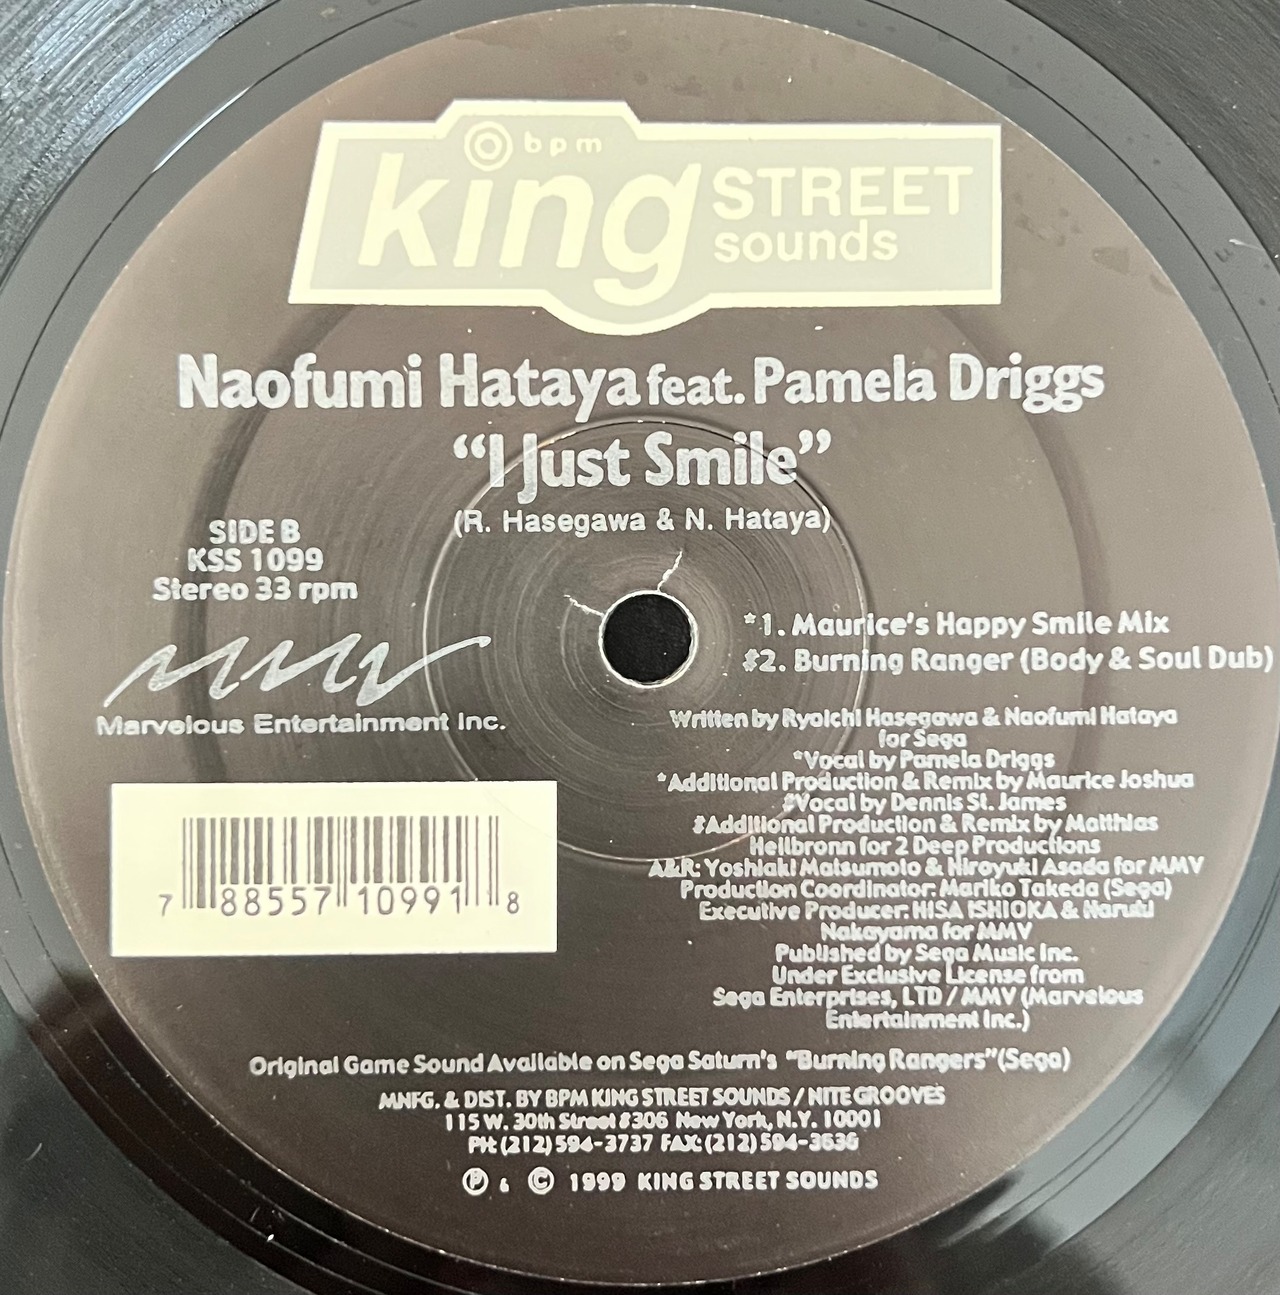 bpm
king STREET
sounds
Naofumi Hataya feat. Pamela Driggs
“I Just Smile”
(R. Hasegawa & N. Hataya)
SIDE B
KSS 1099
Stereo 33 rpm
MMV
Marvelous Entertainment Inc.
7 88557 10991 8
*1. Maurice's Happy Smile Mix
#2. Burning Ranger (Body & Soul Dub)
Written by Ryoichi Hasegawa & Naofumi Hataya
for Sega
*Vocal by Pamela Driggs
*Additional Production & Remix by Maurice Joshua
#Vocal by Dennis St. James
#Additional Production & Remix by Matthias
Heilbronn for 2 Deep Productions
A&R: Yoshiaki Matsumoto & Hiroyuki Asada for MMV
Production Coordinator: Mariko Takeda (Sega)
Executive Producer: HISA ISHIOKA & Haruki
Nakayama for MMV
Published by Sega Music Inc.
Under Exclusive License from
Sega Enterprises, LTD / MMV (Marvelous
Entertainment Inc.)
Original Game Sound Available on Sega Saturn's “Burning Rangers”(Sega)
MNFG. & DIST. BY BPM KING STREET SOUNDS / NITE GROOVES
115 W. 30th Street #306 New York, N.Y. 10001
PH: (212) 594-3737 FAX: (212) 594-3636
℗ & © 1999 KING STREET SOUNDS